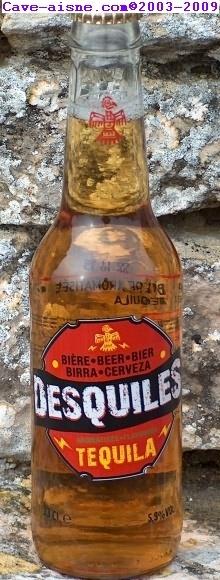 Cave-aisne.com©2003-2009
BIÈRE•BEER•BIER
BIRRA•CERVEZA
DESQUILES
TEQUILA
5,9%VOL